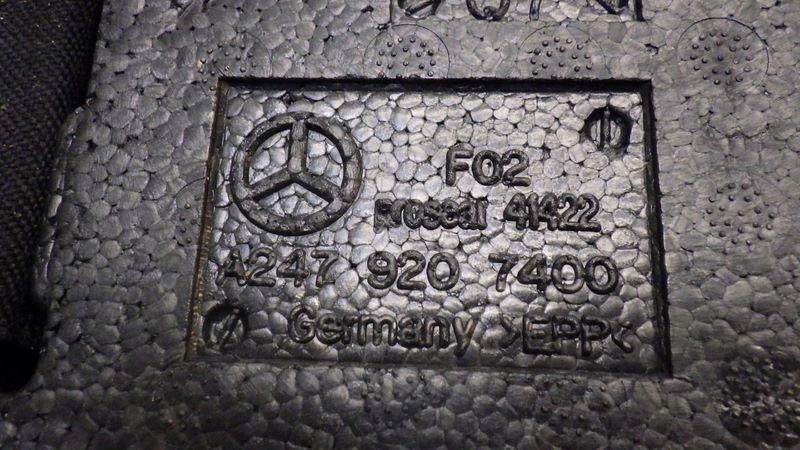 F02
proseat 41422
A247 920 7400
Germany >EPP<